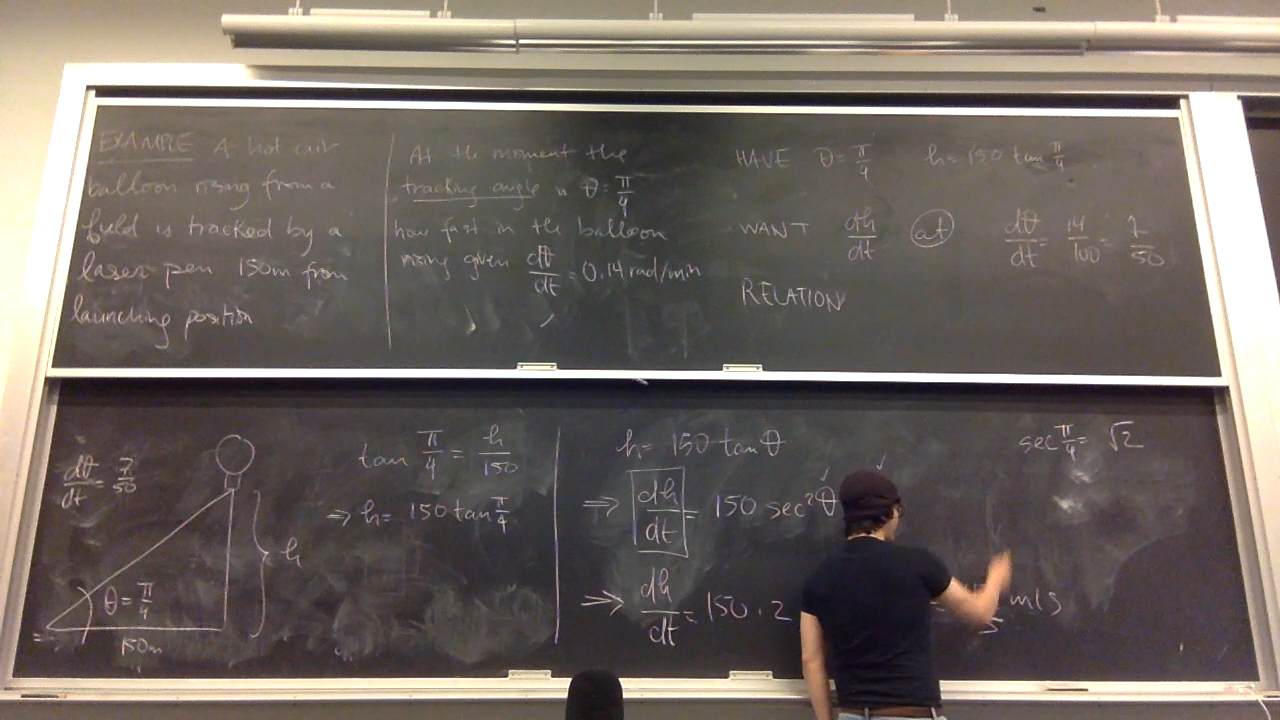 EXAMPLE A hot air
balloon rising from a
field is tracked by a
laser pen 150m from
launching position
At the moment the
tracking angle is θ = π/4
how fast is the balloon
rising given dθ/dt = 0.14 rad/min
HAVE θ = π/4 h = 150 tan π/4
WANT dh/dt at dθ/dt = 14/100 = 7/50
RELATION
dθ/dt = 7/50
h
θ = π/4
150m
tan π/4 = h/150
⇒ h = 150 tan π/4
h = 150 tan θ
⇒ dh/dt = 150 sec² θ
⇒ dh/dt = 150 · 2
m/s
sec π/4 = √2